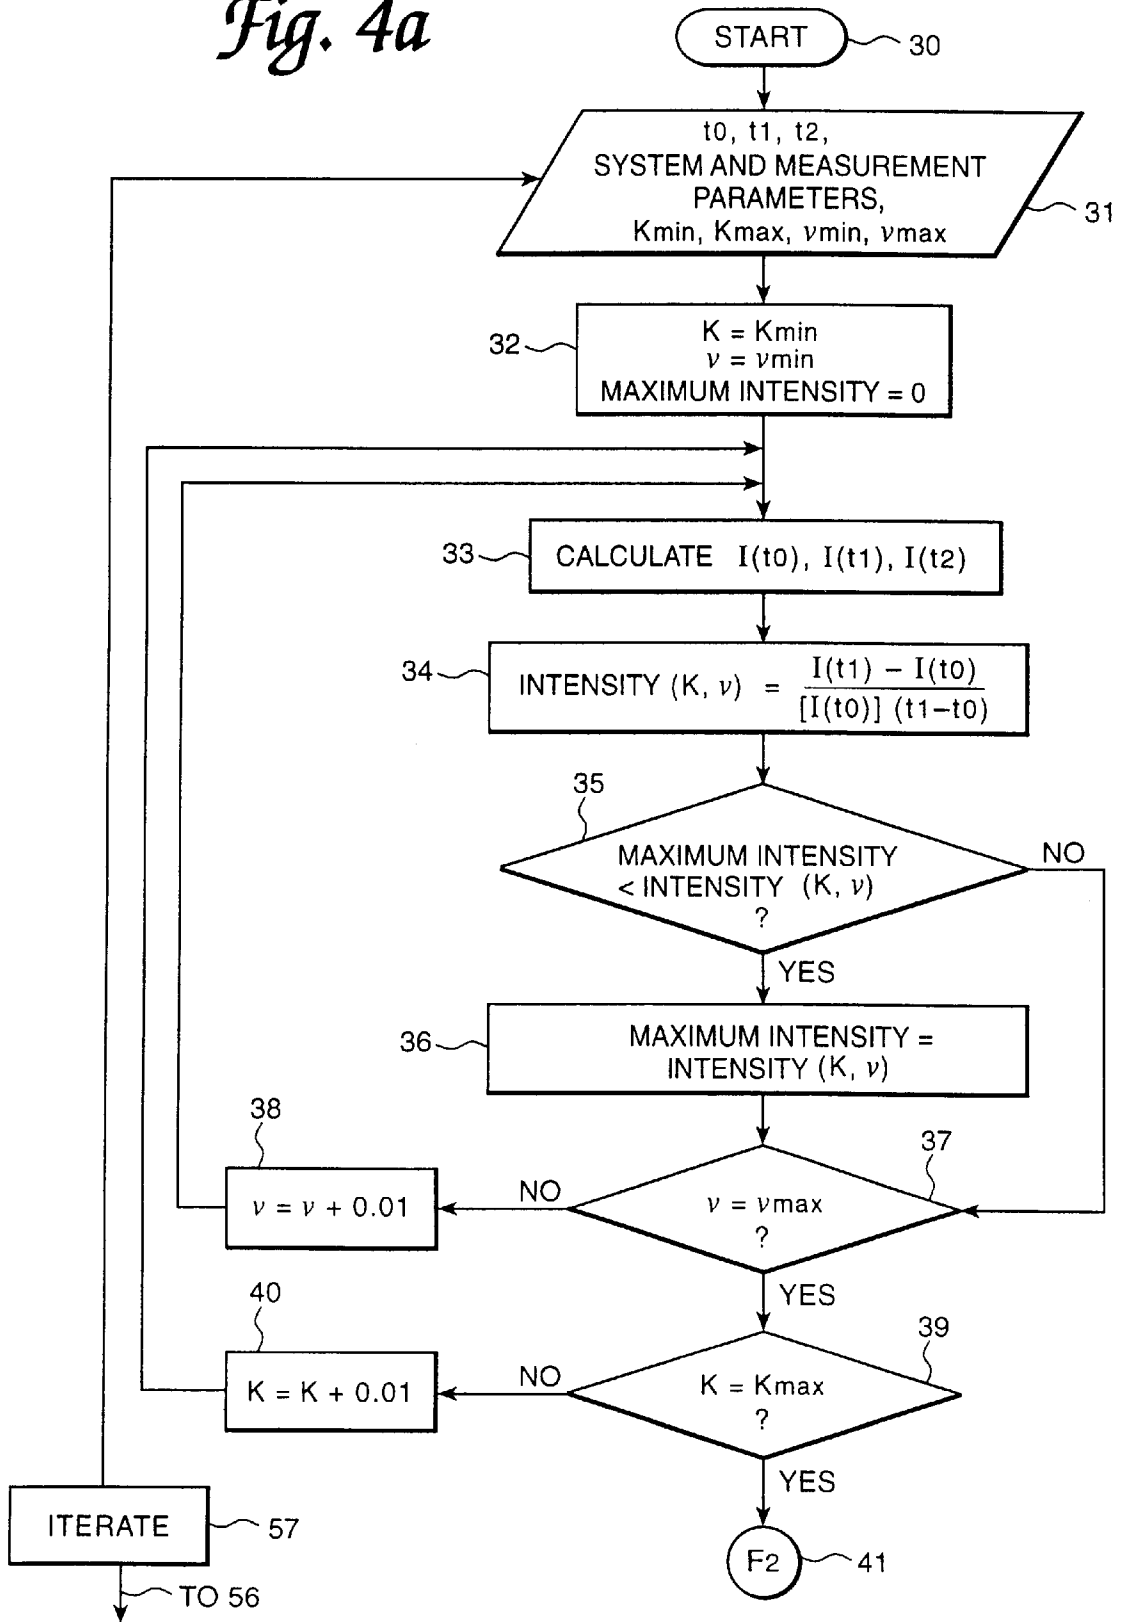 Fig. 4a
START
30
t0, t1, t2,
SYSTEM AND MEASUREMENT
PARAMETERS,
Kmin, Kmax, νmin, νmax
31
32
K = Kmin
ν = νmin
MAXIMUM INTENSITY = 0
33
CALCULATE I(t0), I(t1), I(t2)
34
INTENSITY (K, ν) =
I(t1) − I(t0)
[I(t0)] (t1−t0)
35
MAXIMUM INTENSITY
< INTENSITY (K, ν)
?
NO
YES
36
MAXIMUM INTENSITY =
INTENSITY (K, ν)
38
ν = ν + 0.01
NO
37
ν = νmax
?
YES
40
K = K + 0.01
NO
39
K = Kmax
?
YES
ITERATE
57
F2
41
TO 56